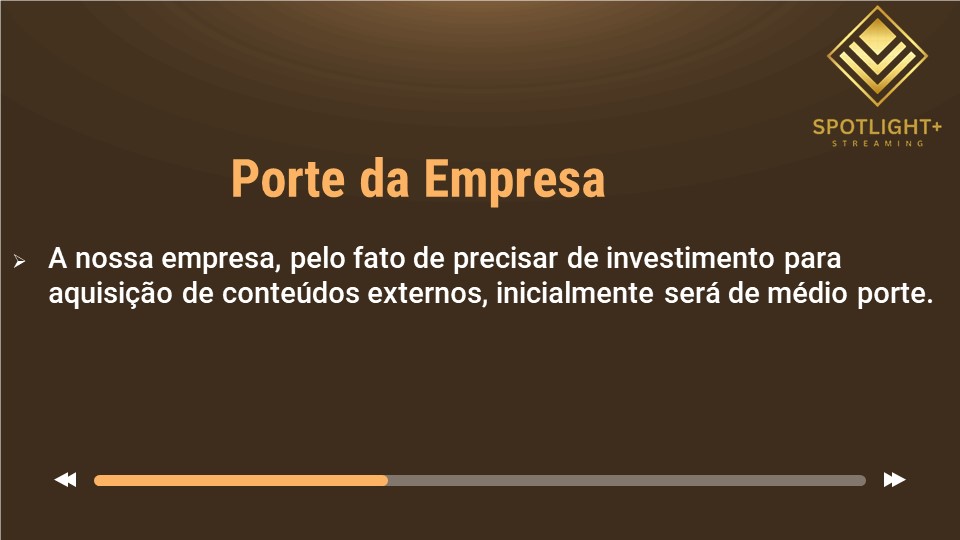 SPOTLIGHT+
STREAMING
Porte da Empresa
A nossa empresa, pelo fato de precisar de investimento para
aquisição de conteúdos externos, inicialmente será de médio porte.